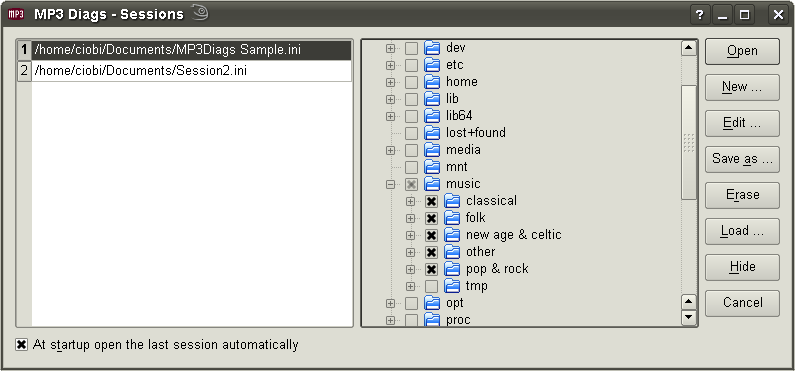 MP3 MP3 Diags - Sessions ?
1 /home/ciobi/Documents/MP3Diags Sample.ini
2 /home/ciobi/Documents/Session2.ini
dev
etc
home
lib
lib64
lost+found
media
mnt
music
classical
folk
new age & celtic
other
pop & rock
tmp
opt
proc
Open
New ...
Edit ...
Save as ...
Erase
Load ...
Hide
Cancel
At startup open the last session automatically